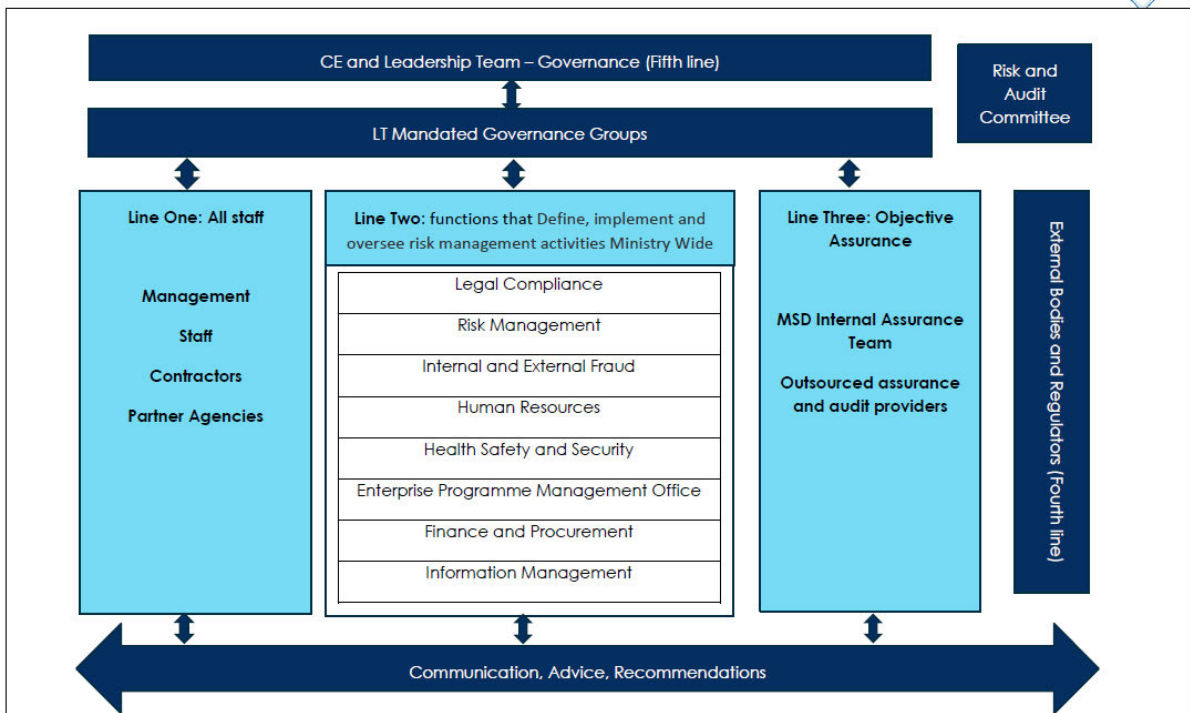 CE and Leadership Team – Governance (Fifth line)
Risk and
Audit
Committee
LT Mandated Governance Groups
Line One: All staff
Management
Staff
Contractors
Partner Agencies
Line Two: functions that Define, implement and
oversee risk management activities Ministry Wide
Legal Compliance
Risk Management
Internal and External Fraud
Human Resources
Health Safety and Security
Enterprise Programme Management Office
Finance and Procurement
Information Management
Line Three: Objective
Assurance
MSD Internal Assurance
Team
Outsourced assurance
and audit providers
External Bodies and Regulators (Fourth line)
Communication, Advice, Recommendations